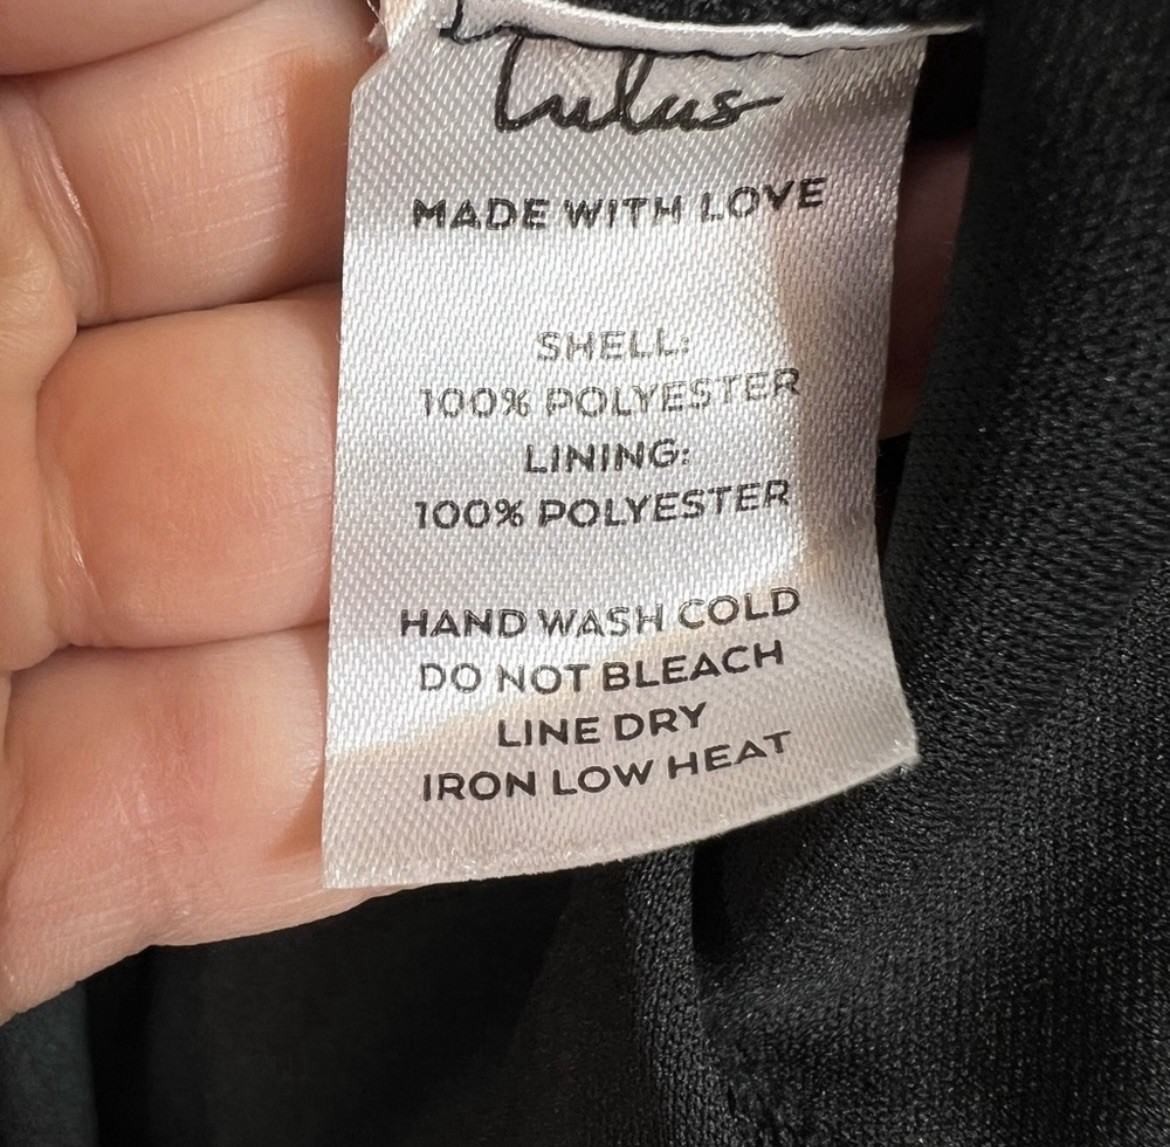 Lulus
MADE WITH LOVE
SHELL:
100% POLYESTER
LINING:
100% POLYESTER
HAND WASH COLD
DO NOT BLEACH
LINE DRY
IRON LOW HEAT